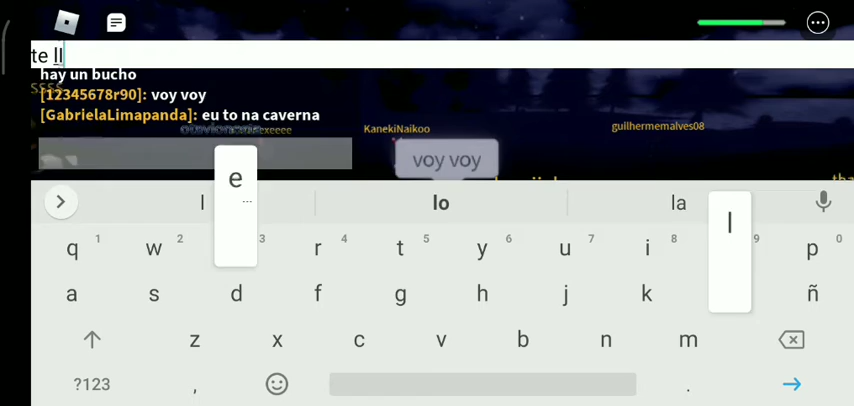 te ll
hay un bucho
[12345678r90]: voy voy
[GabrielaLimapanda]: eu to na caverna
KanekiNaikoo
guilhermemalves08
voy voy
l lo la
e
...
l
q 1 w 2 3 r 4 t 5 y 6 u 7 i 8 9 p 0
a s d f g h j k ñ
z x c v b n m
?123 , .